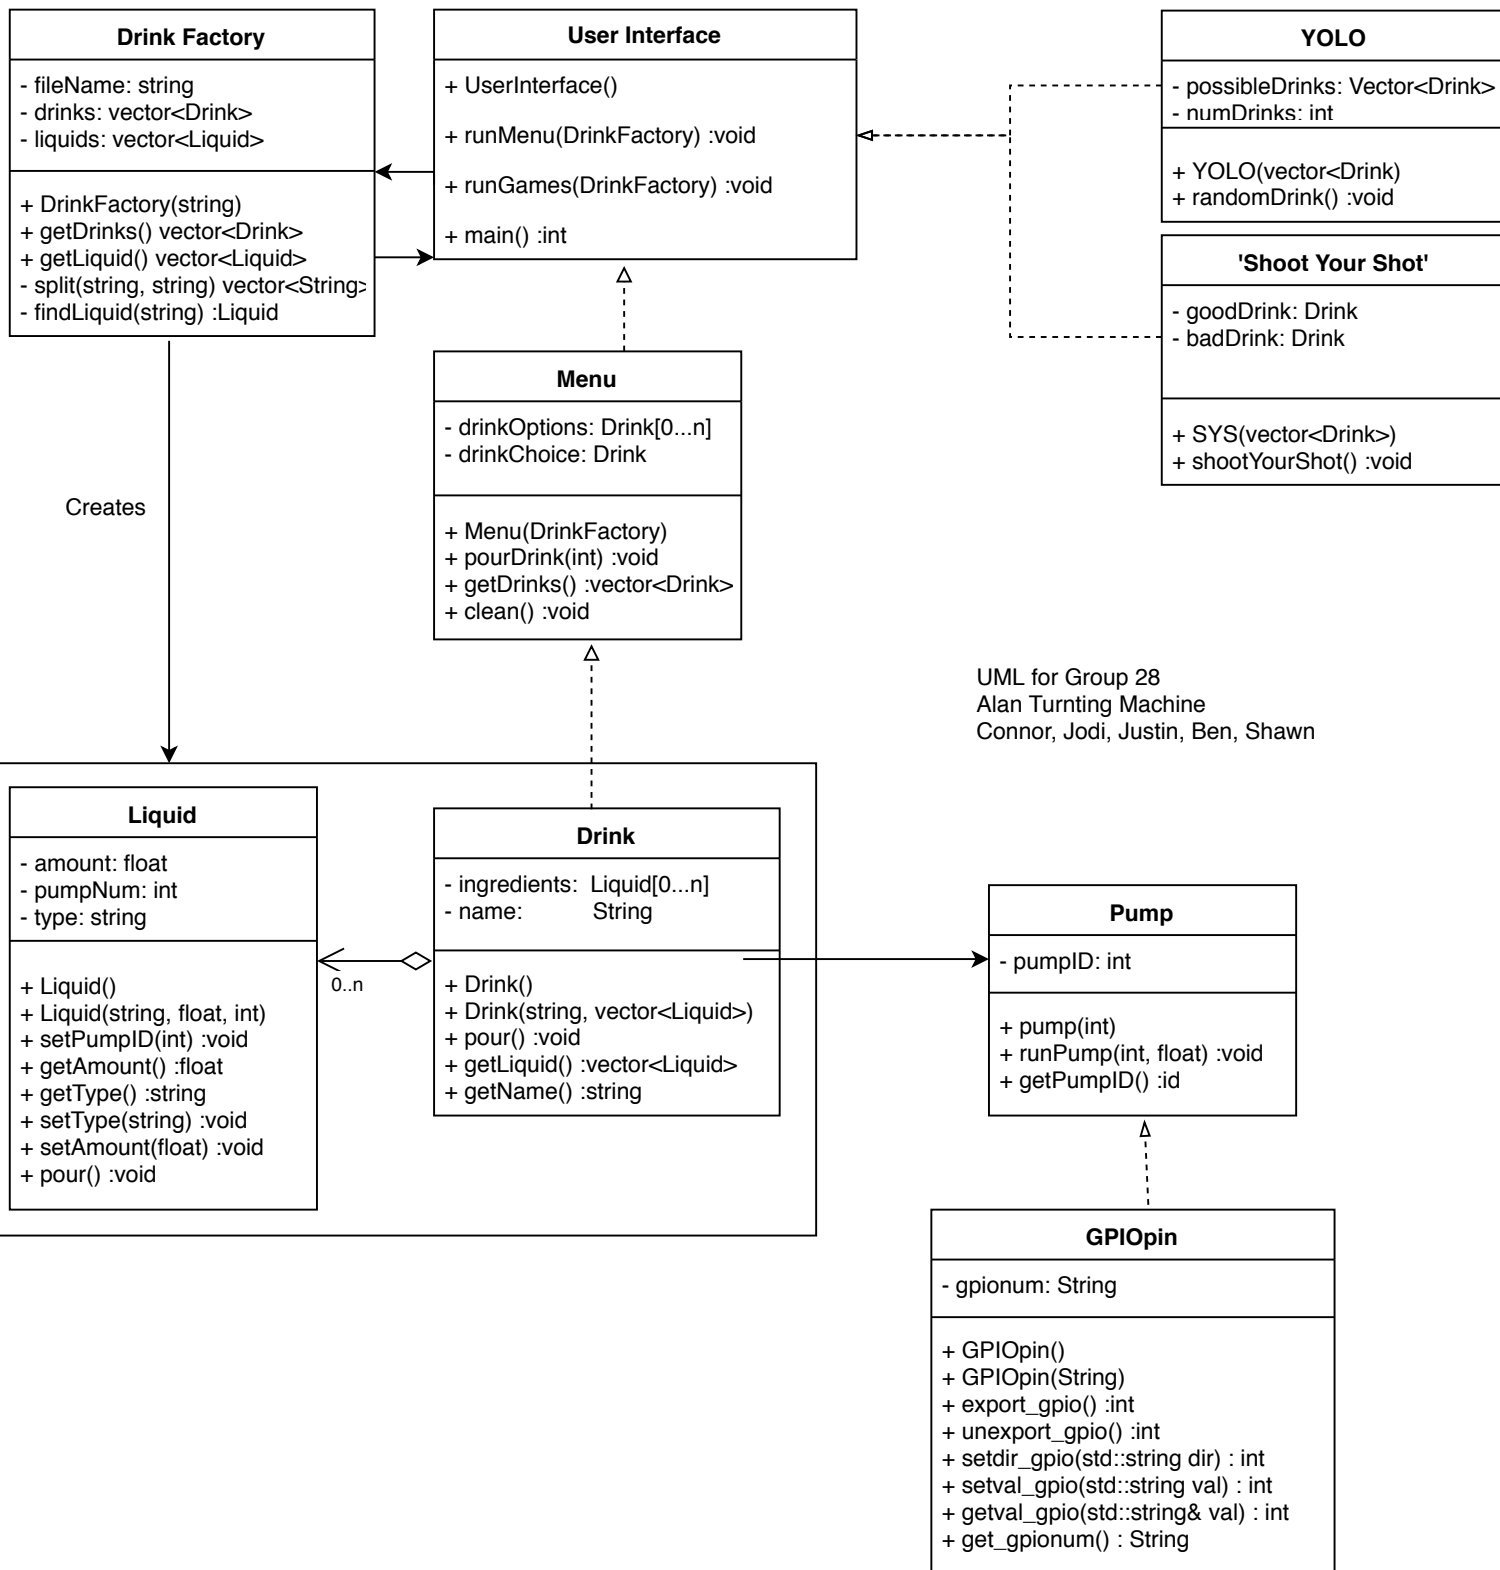 Drink Factory
- fileName: string
- drinks: vector<Drink>
- liquids: vector<Liquid>
+ DrinkFactory(string)
+ getDrinks() vector<Drink>
+ getLiquid() vector<Liquid>
- split(string, string) vector<String>
- findLiquid(string) :Liquid
User Interface
+ UserInterface()
+ runMenu(DrinkFactory) :void
+ runGames(DrinkFactory) :void
+ main() :int
YOLO
- possibleDrinks: Vector<Drink>
- numDrinks: int
+ YOLO(vector<Drink)
+ randomDrink() :void
'Shoot Your Shot'
- goodDrink: Drink
- badDrink: Drink
+ SYS(vector<Drink>)
+ shootYourShot() :void
Menu
- drinkOptions: Drink[0...n]
- drinkChoice: Drink
+ Menu(DrinkFactory)
+ pourDrink(int) :void
+ getDrinks() :vector<Drink>
+ clean() :void
Creates
UML for Group 28
Alan Turnting Machine
Connor, Jodi, Justin, Ben, Shawn
Liquid
- amount: float
- pumpNum: int
- type: string
+ Liquid()
+ Liquid(string, float, int)
+ setPumpID(int) :void
+ getAmount() :float
+ getType() :string
+ setType(string) :void
+ setAmount(float) :void
+ pour() :void
0..n
Drink
- ingredients: Liquid[0...n]
- name: String
+ Drink()
+ Drink(string, vector<Liquid>)
+ pour() :void
+ getLiquid() :vector<Liquid>
+ getName() :string
Pump
- pumpID: int
+ pump(int)
+ runPump(int, float) :void
+ getPumpID() :id
GPIOpin
- gpionum: String
+ GPIOpin()
+ GPIOpin(String)
+ export_gpio() :int
+ unexport_gpio() :int
+ setdir_gpio(std::string dir) : int
+ setval_gpio(std::string val) : int
+ getval_gpio(std::string& val) : int
+ get_gpionum() : String